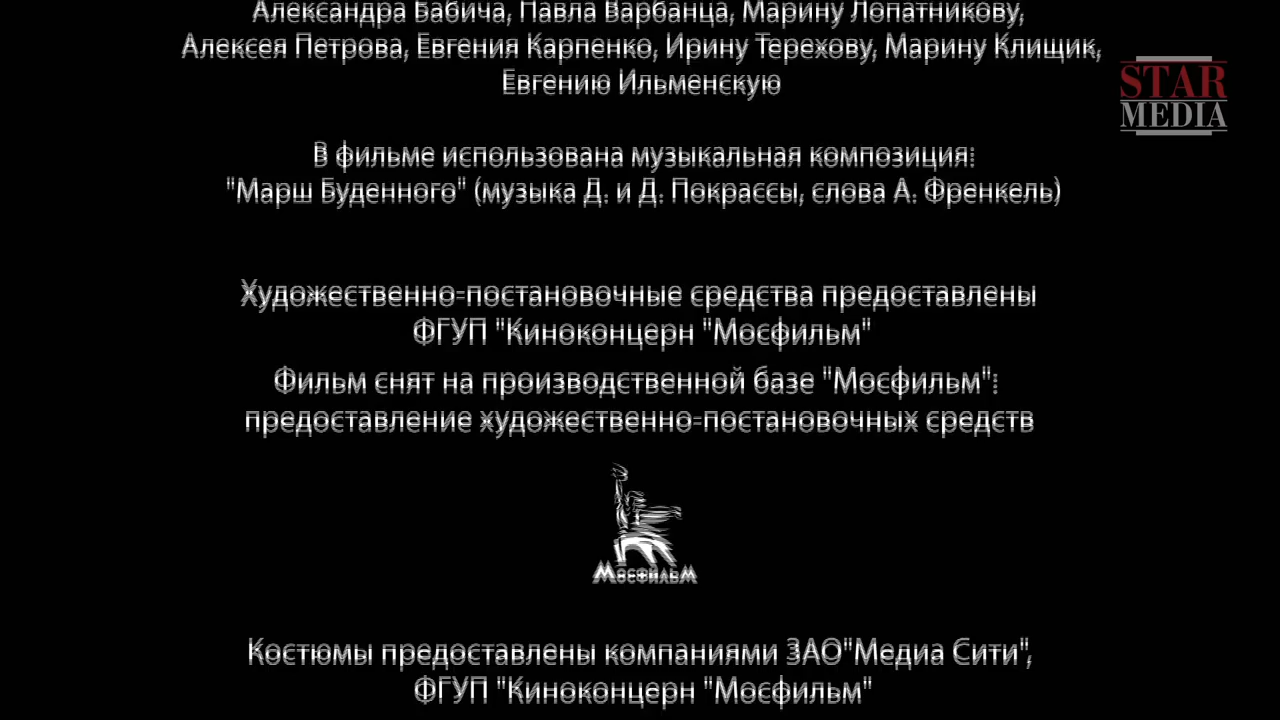 Александра Бабича, Павла Варбанца, Марину Лопатникову,
Алексея Петрова, Евгения Карпенко, Ирину Терехову, Марину Клищик,
Евгению Ильменскую
STAR
MEDIA
В фильме использована музыкальная композиция:
"Марш Буденного" (музыка Д. и Д. Покрассы, слова А. Френкель)
Художественно-постановочные средства предоставлены
ФГУП "Киноконцерн "Мосфильм"
Фильм снят на производственной базе "Мосфильм":
предоставление художественно-постановочных средств
Мосфильм
Костюмы предоставлены компаниями ЗАО"Медиа Сити",
ФГУП "Киноконцерн "Мосфильм"